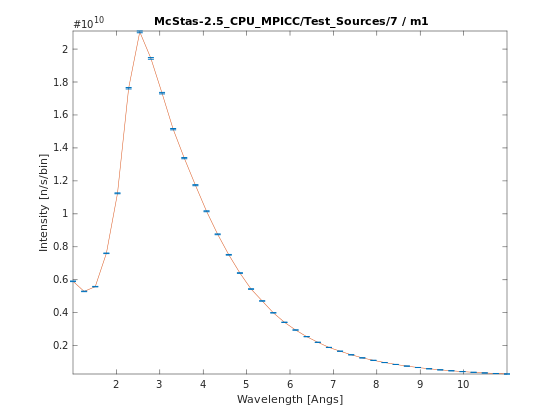 McStas-2.5_CPU_MPICC/Test_Sources/7 / m1
#10^10
2
1.8
1.6
1.4
1.2
1
0.8
0.6
0.4
0.2
Intensity [n/s/bin]
2 3 4 5 6 7 8 9 10
Wavelength [Angs]